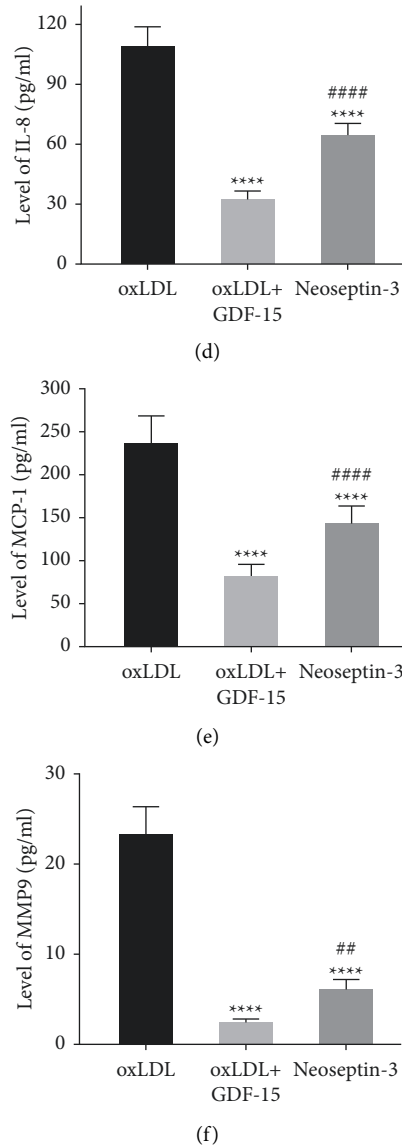 Level of IL-8 (pg/ml)
120
90
60
30
0
####
****
****
oxLDL
oxLDL+
GDF-15
Neoseptin-3
(d)
Level of MCP-1 (pg/ml)
300
250
200
150
100
50
0
####
****
****
oxLDL
oxLDL+
GDF-15
Neoseptin-3
(e)
Level of MMP9 (pg/ml)
30
20
10
0
##
****
****
oxLDL
oxLDL+
GDF-15
Neoseptin-3
(f)